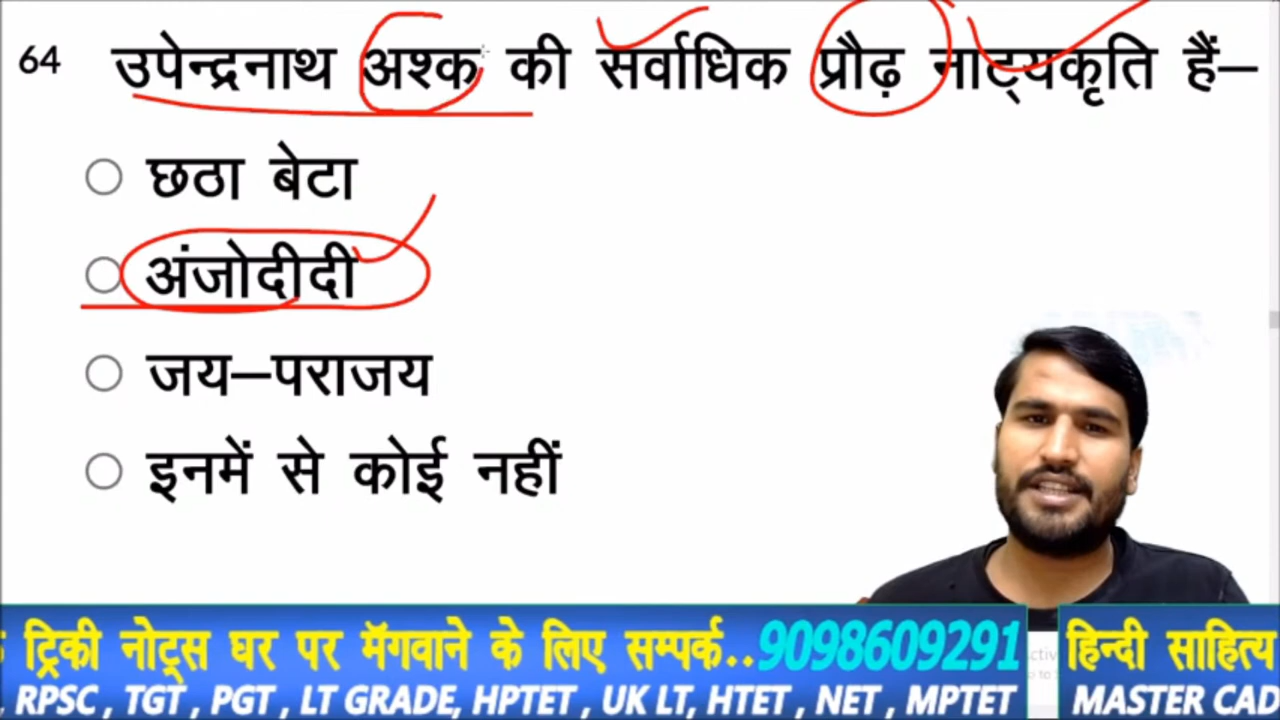 64 उपेन्द्रनाथ अश्क की सर्वाधिक प्रौढ़ नाट्यकृति हैं–
छठा बेटा
अंजोदीदी
जय–पराजय
इनमें से कोई नहीं
ट्रिकी नोट्स घर पर मॅगवाने के लिए सम्पर्क..9098609291
हिन्दी साहित्य
RPSC , TGT , PGT , LT GRADE, HPTET , UK LT, HTET , NET , MPTET
MASTER CAD